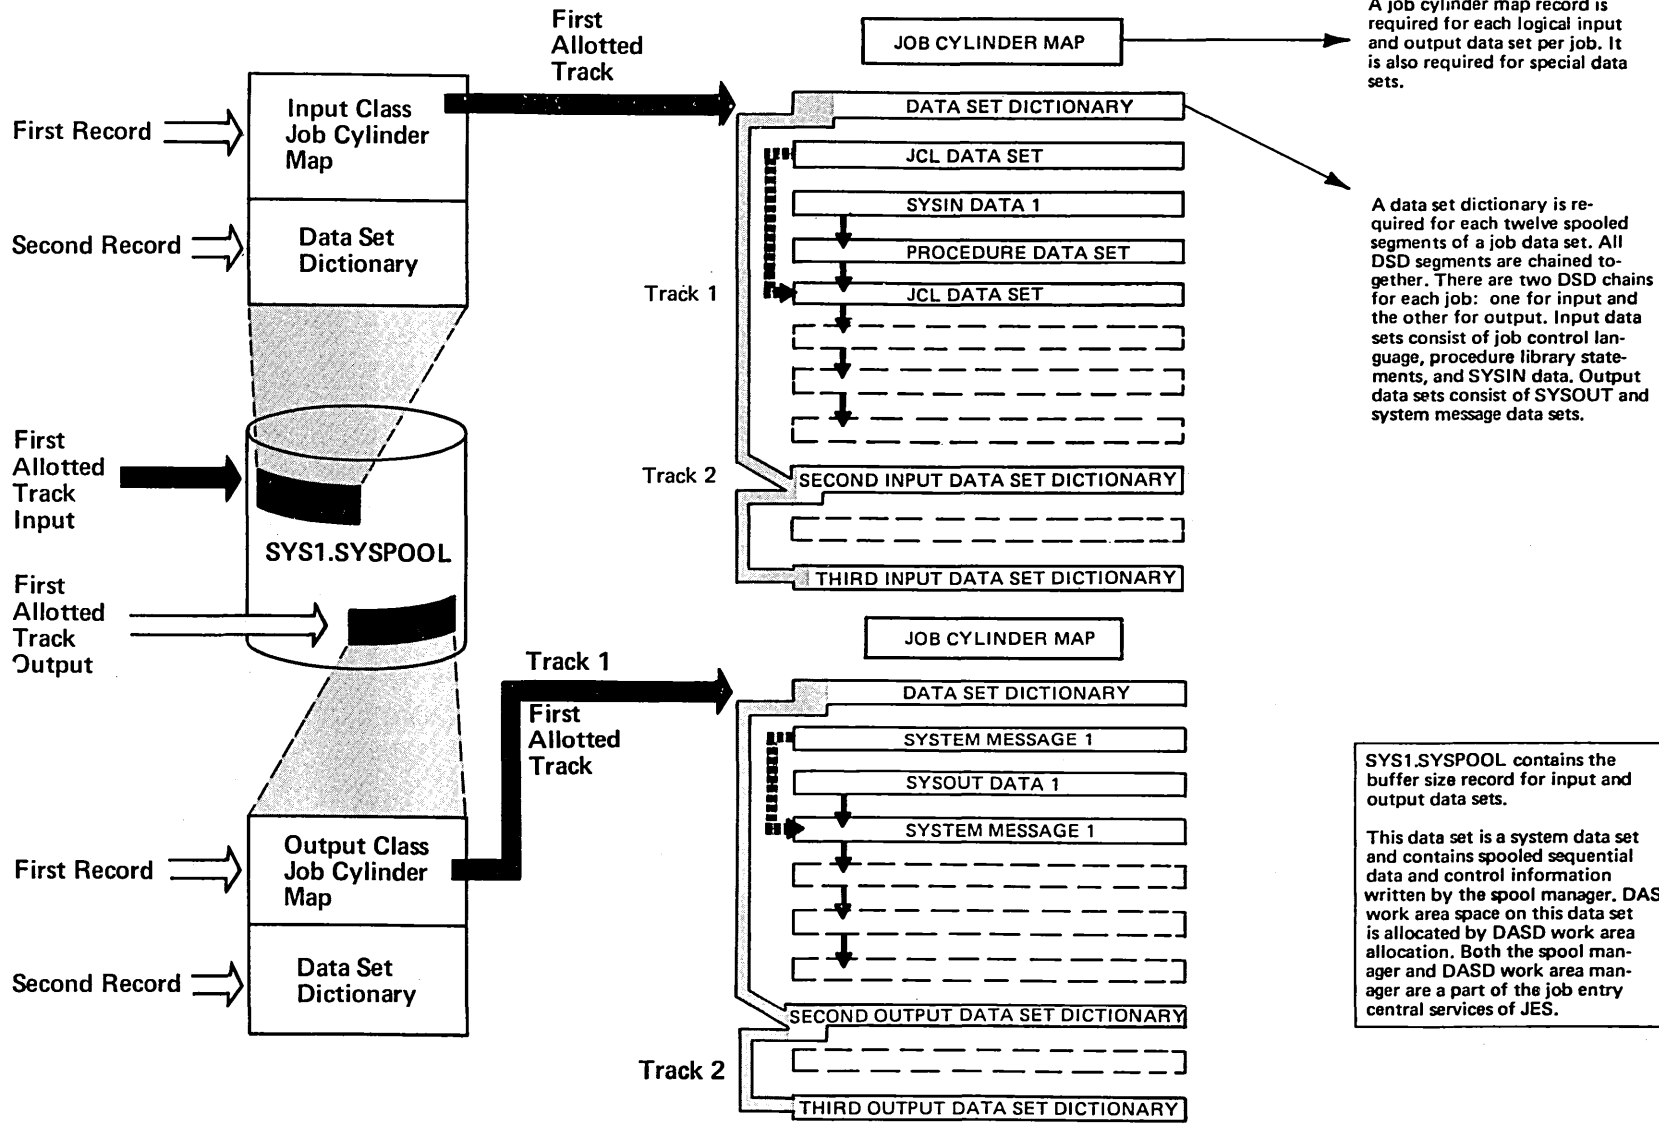 First
Allotted
Track
JOB CYLINDER MAP
A job cylinder map record is
required for each logical input
and output data set per job. It
is also required for special data
sets.
First Record
Input Class
Job Cylinder
Map
Second Record
Data Set
Dictionary
DATA SET DICTIONARY
JCL DATA SET
SYSIN DATA 1
PROCEDURE DATA SET
Track 1
JCL DATA SET
A data set dictionary is re-
quired for each twelve spooled
segments of a job data set. All
DSD segments are chained to-
gether. There are two DSD chains
for each job: one for input and
the other for output. Input data
sets consist of job control lan-
guage, procedure library state-
ments, and SYSIN data. Output
data sets consist of SYSOUT and
system message data sets.
First
Allotted
Track
Input
SYS1.SYSPOOL
Track 2
SECOND INPUT DATA SET DICTIONARY
THIRD INPUT DATA SET DICTIONARY
First
Allotted
Track
Output
JOB CYLINDER MAP
Track 1
First
Allotted
Track
DATA SET DICTIONARY
SYSTEM MESSAGE 1
SYSOUT DATA 1
SYSTEM MESSAGE 1
First Record
Output Class
Job Cylinder
Map
Second Record
Data Set
Dictionary
SECOND OUTPUT DATA SET DICTIONARY
Track 2
THIRD OUTPUT DATA SET DICTIONARY
SYS1.SYSPOOL contains the
buffer size record for input and
output data sets.
This data set is a system data set
and contains spooled sequential
data and control information
written by the spool manager. DAS
work area space on this data set
is allocated by DASD work area
allocation. Both the spool man-
ager and DASD work area man-
ager are a part of the job entry
central services of JES.